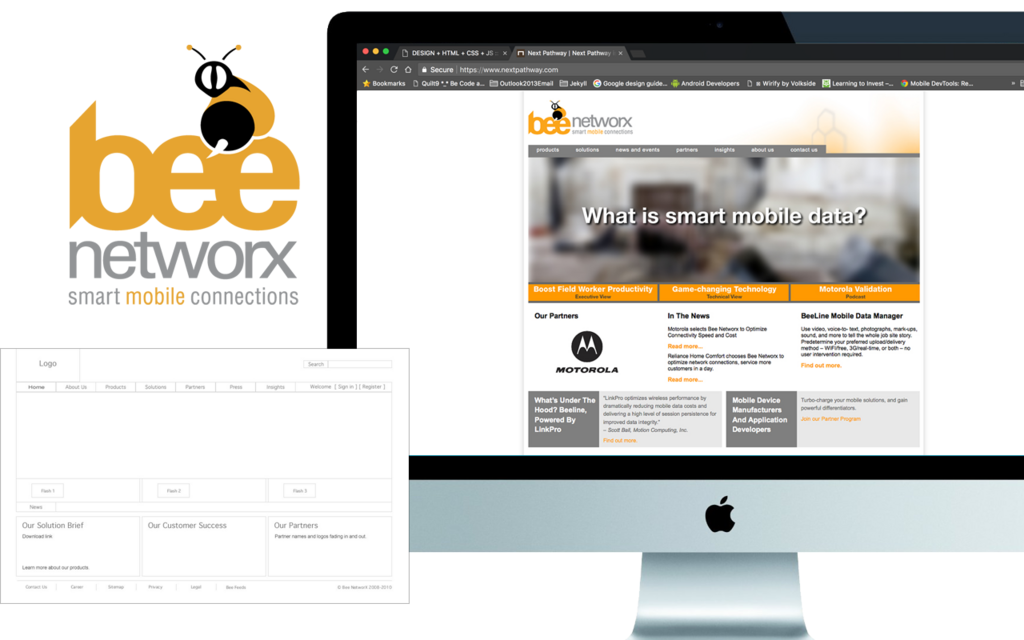 bee
networx
smart mobile connections
DESIGN + HTML + CSS + JS
Next Pathway | Next Pathway
Secure | https://www.nextpathway.com
Bookmarks
Quilt9 *.* Be Code a...
Outlook2013Email
Jekyll
Google design guide...
Android Developers
Wirify by Volkside
Learning to Invest –...
Mobile DevTools: Re...
bee networx
smart mobile connections
products solutions news and events partners insights about us contact us
What is smart mobile data?
Boost Field Worker Productivity
Executive View
Game-changing Technology
Technical View
Motorola Validation
Podcast
Our Partners
MOTOROLA
In The News
Motorola selects Bee Networx to Optimize
Connectivity Speed and Cost
Read more...
Reliance Home Comfort chooses Bee Networx to
optimize network connections, service more
customers in a day.
Read more...
BeeLine Mobile Data Manager
Use video, voice-to- text, photographs, mark-ups,
sound, and more to tell the whole job site story.
Predetermine your preferred upload/delivery
method – WiFi/free, 3G/real-time, or both – no
user intervention required.
Find out more.
What's Under The
Hood? Beeline,
Powered By
LinkPro
"LinkPro optimizes wireless performance by
dramatically reducing mobile data costs and
delivering a high level of session persistence for
improved data integrity."
-- Scott Ball, Motion Computing, Inc.
Find out more
Mobile Device
Manufacturers
And Application
Developers
Turbo-charge your mobile solutions, and gain
powerful differentiators.
Join our Partner Program
Logo
Search
Home About Us Products Solutions Partners Press Insights Welcome [ Sign in ] [ Register ]
Flash 1
Flash 2
Flash 3
News
Our Solution Brief
Download link
Learn more about our products
Our Customer Success
Our Partners
Partner names and logos fading in and out
Contact Us Career Sitemap Privacy Legal Bee Foods © Bee Networx 2008-2010